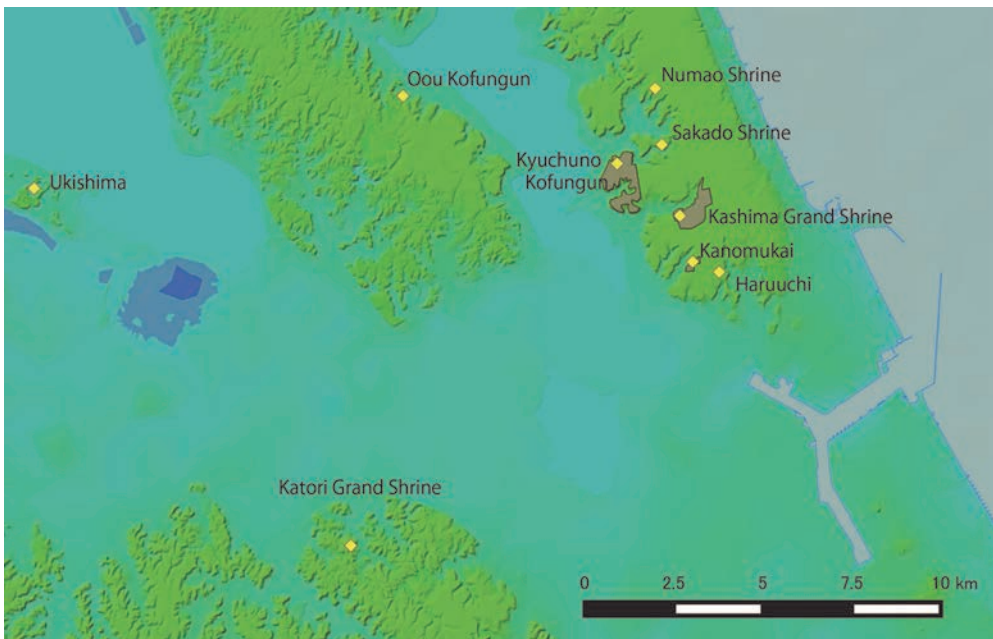 Oou Kofungun
Numao Shrine
Sakado Shrine
Kyuchuno
Kofungun
Ukishima
Kashima Grand Shrine
Kanomukai
Haruuchi
Katori Grand Shrine
0 2.5 5 7.5 10 km